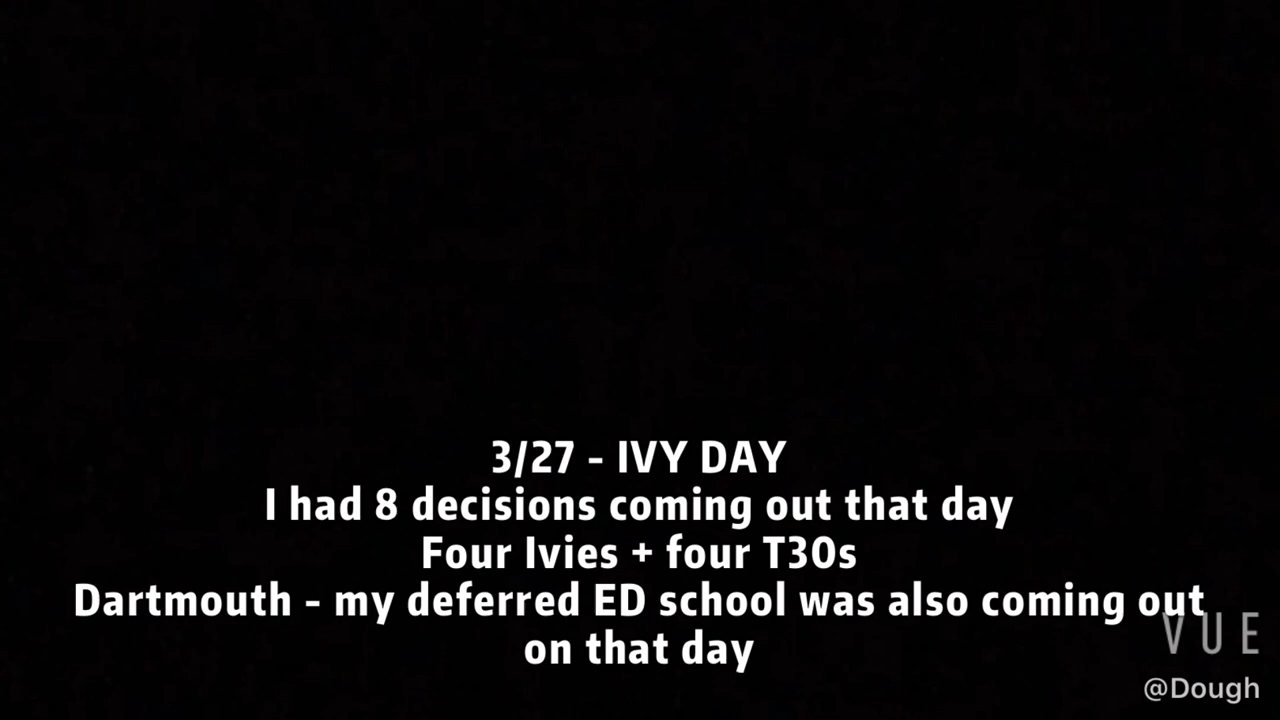 3/27 - IVY DAY
I had 8 decisions coming out that day
Four Ivies + four T30s
Dartmouth - my deferred ED school was also coming out
on that day
VUE
@Dough